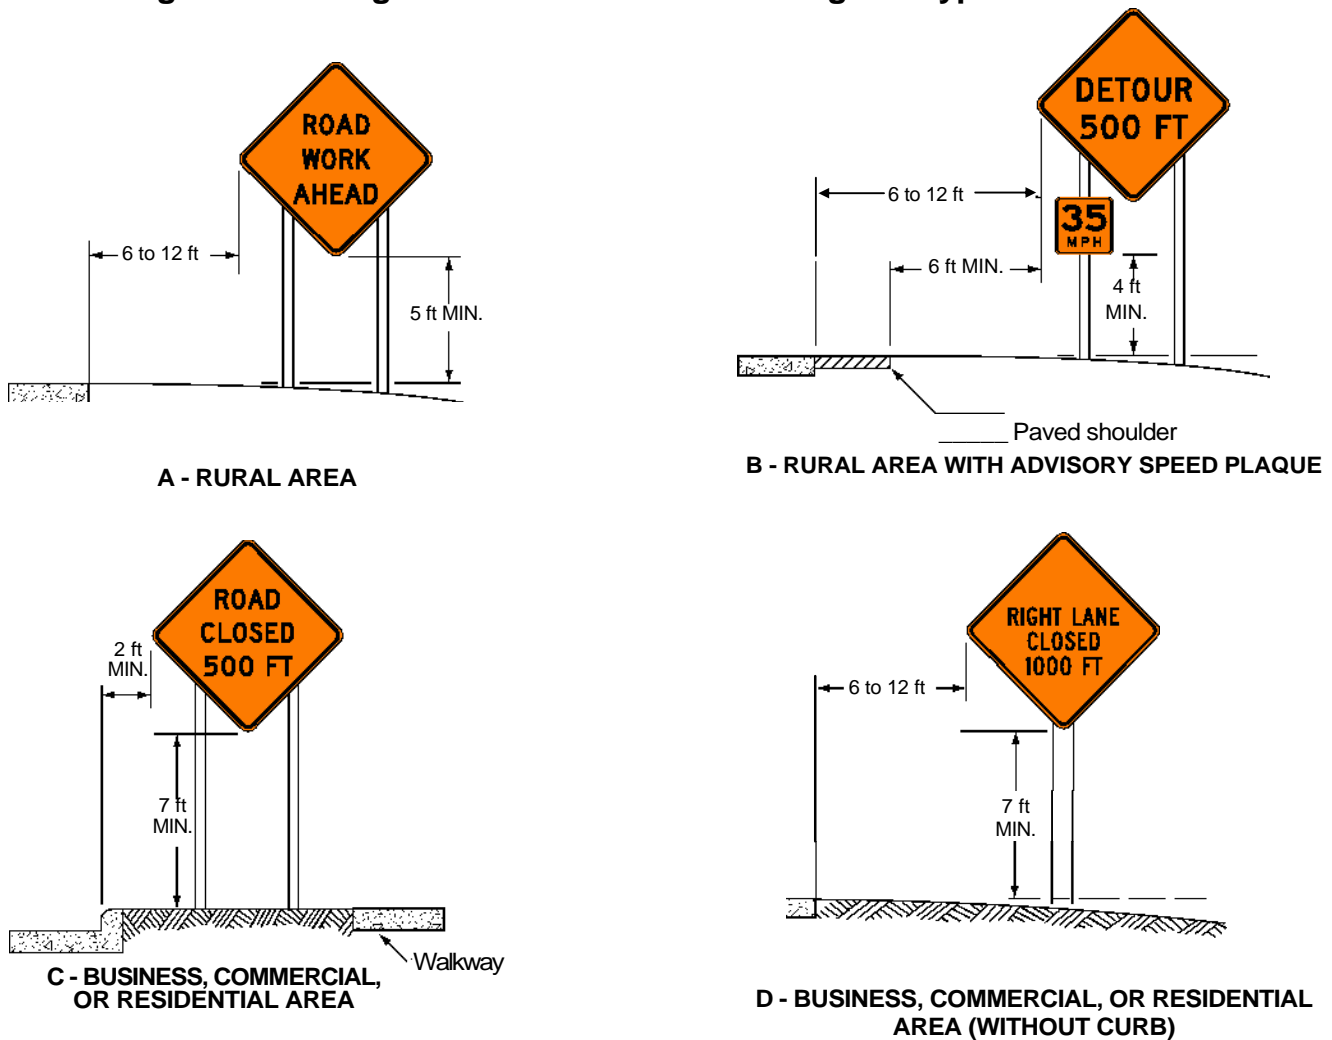 ROAD
WORK
AHEAD
6 to 12 ft
5 ft MIN.
A - RURAL AREA
DETOUR
500 FT
6 to 12 ft
35
MPH
6 ft MIN.
4 ft
MIN.
Paved shoulder
B - RURAL AREA WITH ADVISORY SPEED PLAQUE
ROAD
CLOSED
500 FT
2 ft
MIN.
7 ft
MIN.
Walkway
C - BUSINESS, COMMERCIAL,
OR RESIDENTIAL AREA
RIGHT LANE
CLOSED
1000 FT
6 to 12 ft
7 ft
MIN.
D - BUSINESS, COMMERCIAL, OR RESIDENTIAL
AREA (WITHOUT CURB)